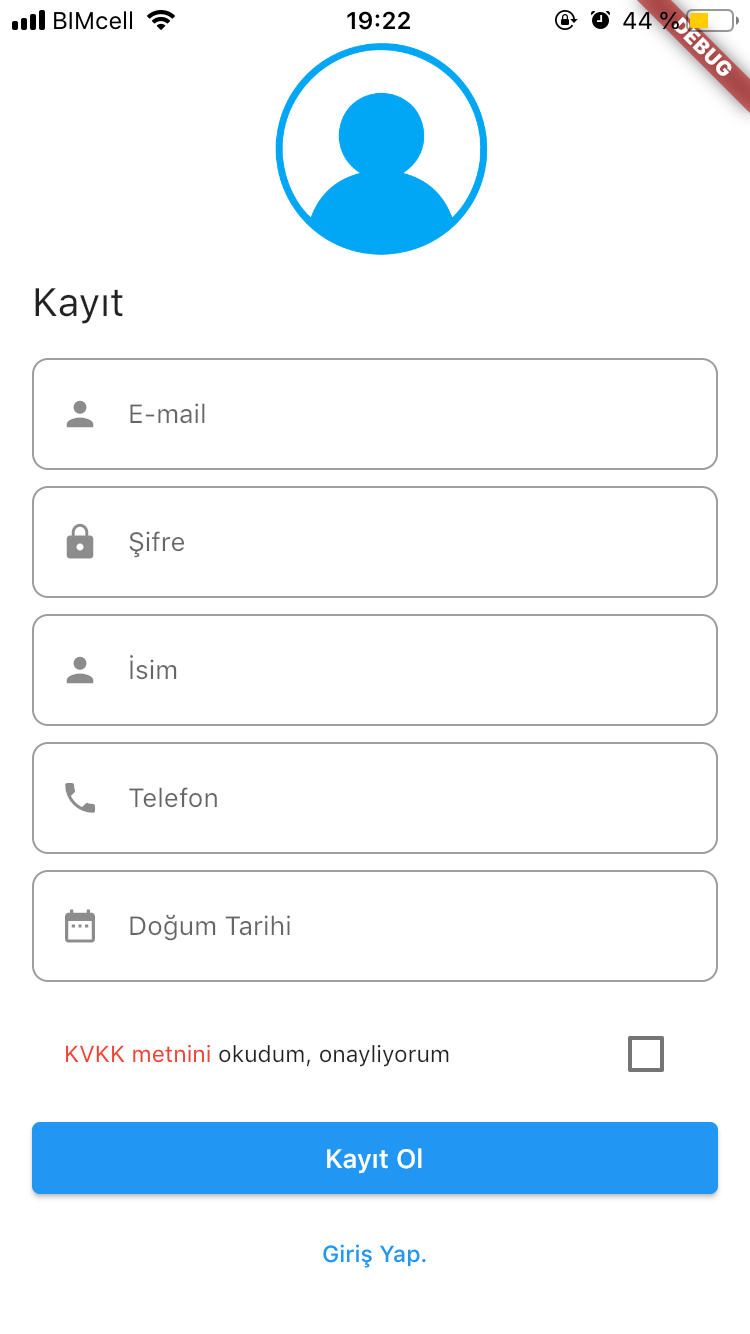 BIMcell 19:22 44 %
DEBUG
Kayıt
E-mail
Şifre
İsim
Telefon
Doğum Tarihi
KVKK metnini okudum, onayliyorum
Kayıt Ol
Giriş Yap.